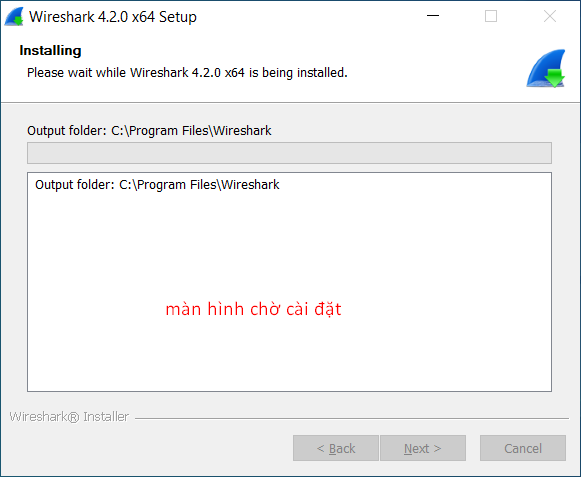 Wireshark 4.2.0 x64 Setup
Installing
Please wait while Wireshark 4.2.0 x64 is being installed.
Output folder: C:\Program Files\Wireshark
Output folder: C:\Program Files\Wireshark
màn hình chờ cài đặt
Wireshark® Installer
< Back
Next >
Cancel